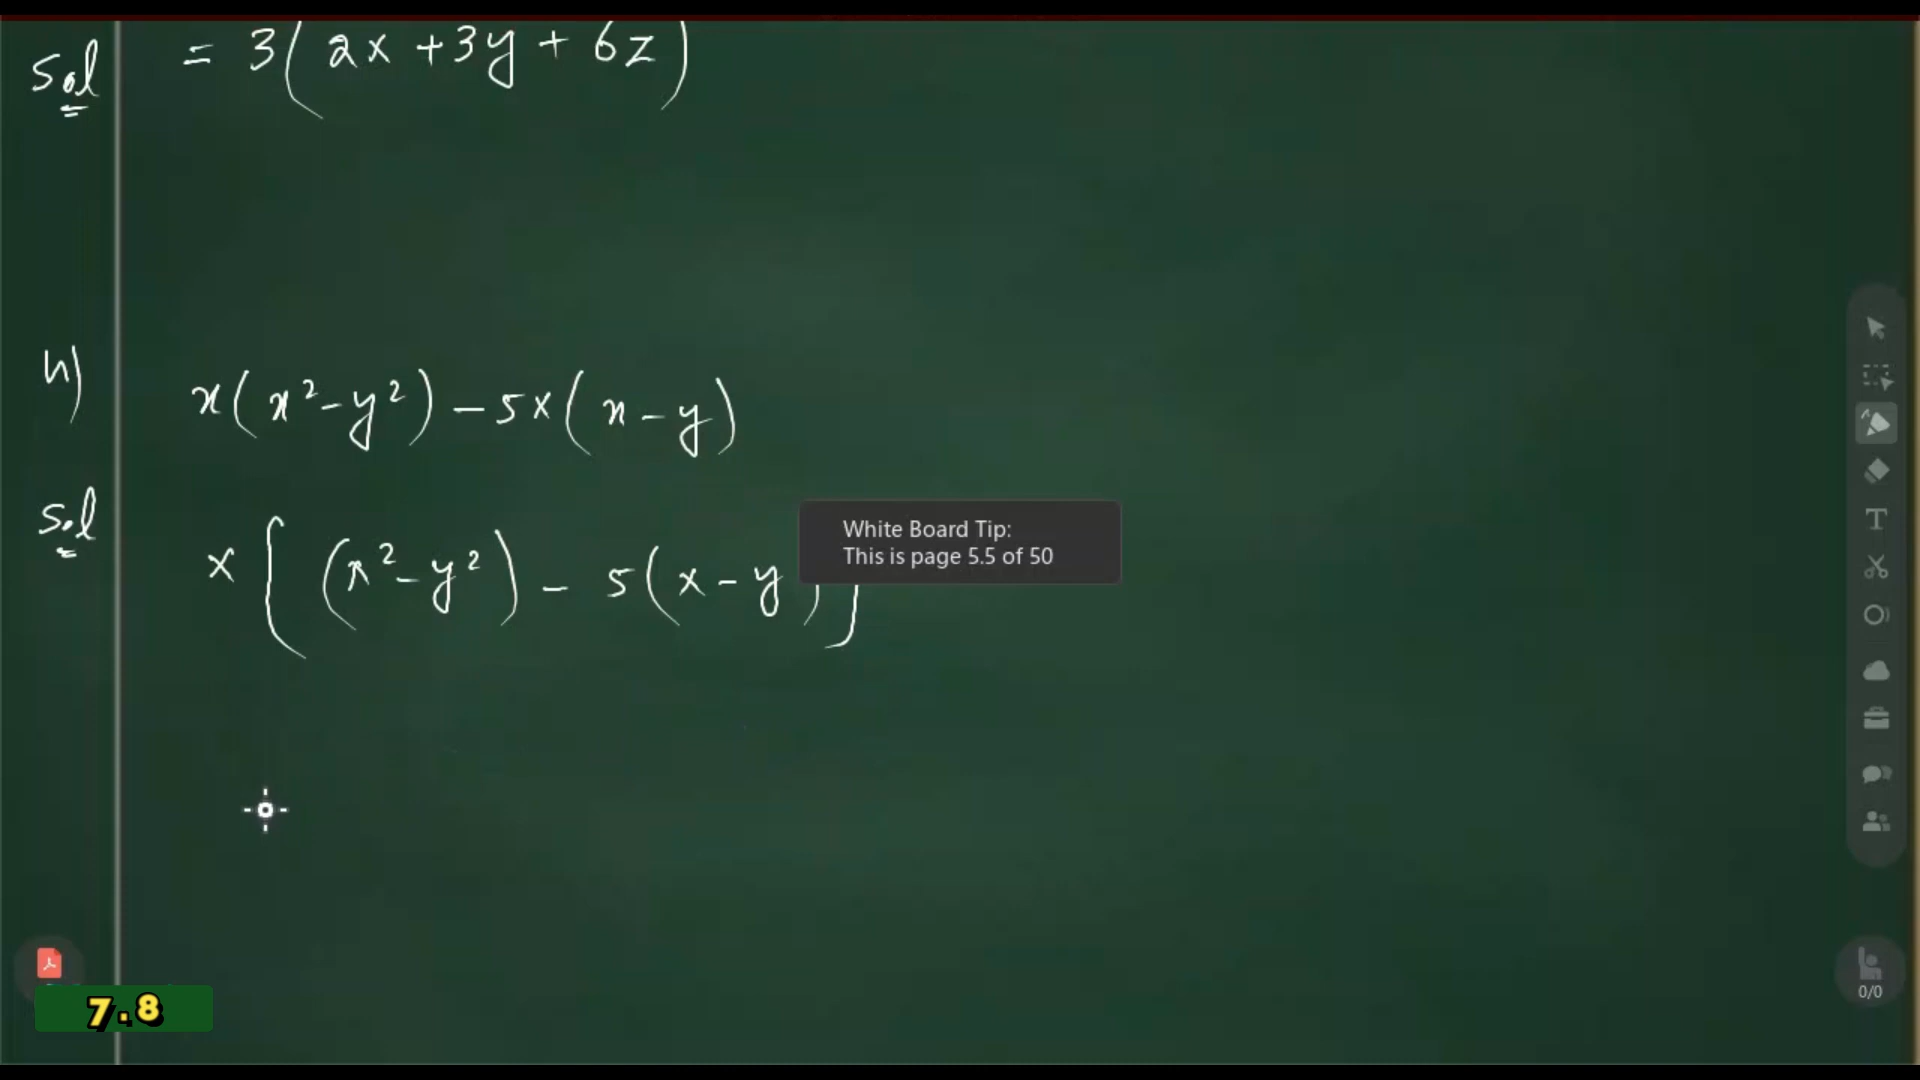 Sol = 3(2x+3y+6z)
h) x(x²-y²)-5x(x-y)
Sol x[(x²-y²)-5(x-y)]
White Board Tip:
This is page 5.5 of 50
T
0/0
7.8